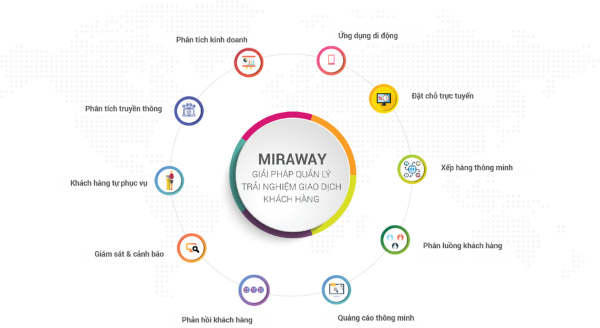 Phân tích kinh doanh
Ứng dụng di động
Phân tích truyền thông
Đặt chỗ trực tuyến
MIRAWAY
GIẢI PHÁP QUẢN LÝ
TRẢI NGHIỆM GIAO DỊCH
KHÁCH HÀNG
Khách hàng tự phục vụ
Xếp hàng thông minh
Giám sát & cảnh báo
Phân luồng khách hàng
Phản hồi khách hàng
Quảng cáo thông minh